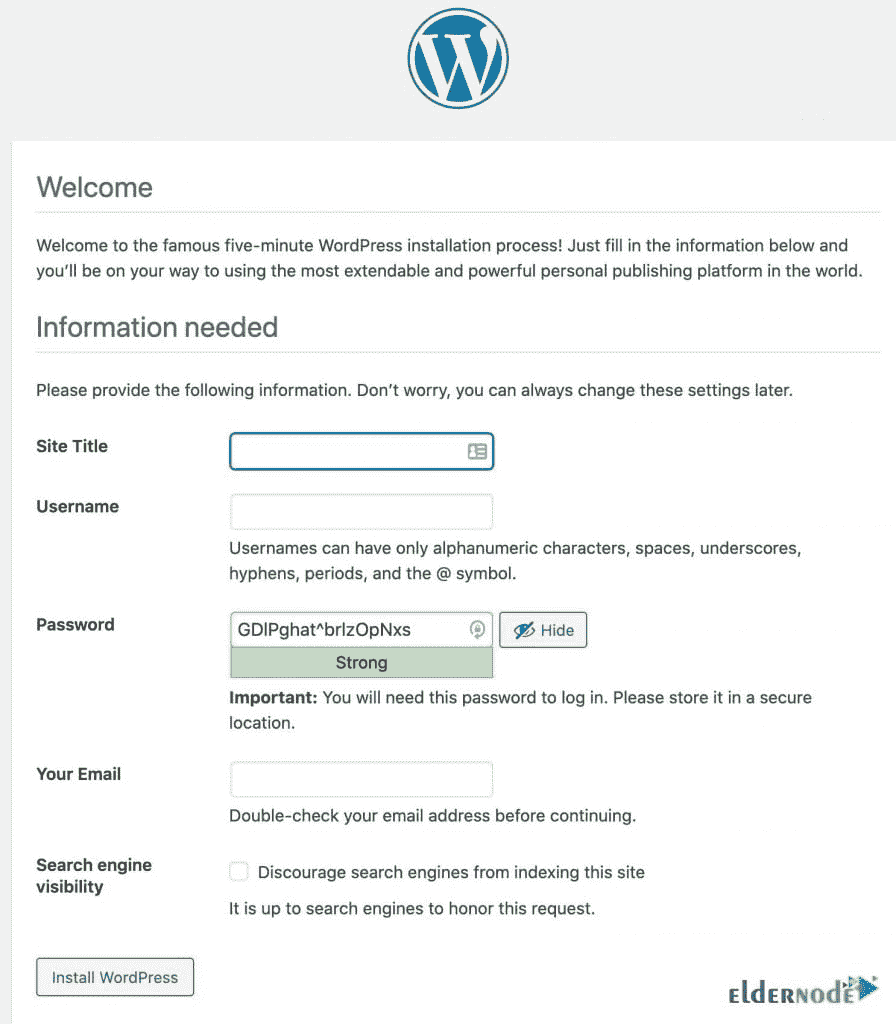 W
Welcome
Welcome to the famous five-minute WordPress installation process! Just fill in the information below and
you'll be on your way to using the most extendable and powerful personal publishing platform in the world.
Information needed
Please provide the following information. Don't worry, you can always change these settings later.
Site Title
Username
Usernames can have only alphanumeric characters, spaces, underscores,
hyphens, periods, and the @ symbol.
Password
GDlPghat^brlzOpNxs
Hide
Strong
Important: You will need this password to log in. Please store it in a secure
location.
Your Email
Double-check your email address before continuing.
Search engine
visibility
Discourage search engines from indexing this site
It is up to search engines to honor this request.
Install WordPress
ELdERNOdE